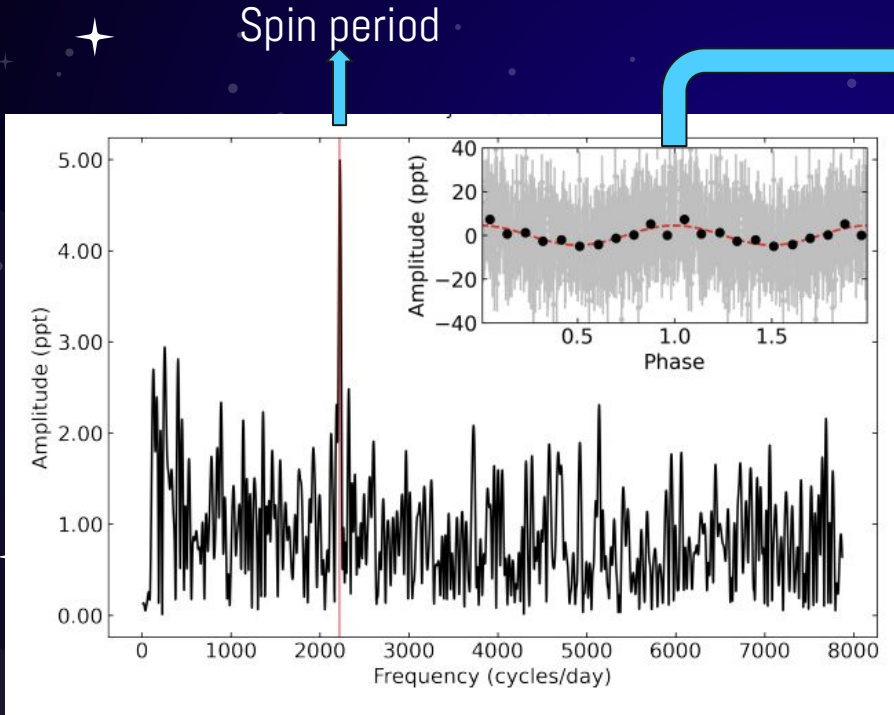 Spin period
Amplitude (ppt)
5.00
4.00
3.00
2.00
1.00
0.00
0 1000 2000 3000 4000 5000 6000 7000 8000
Frequency (cycles/day)
Amplitude (ppt)
40
20
0
−20
−40
0.5 1.0 1.5
Phase